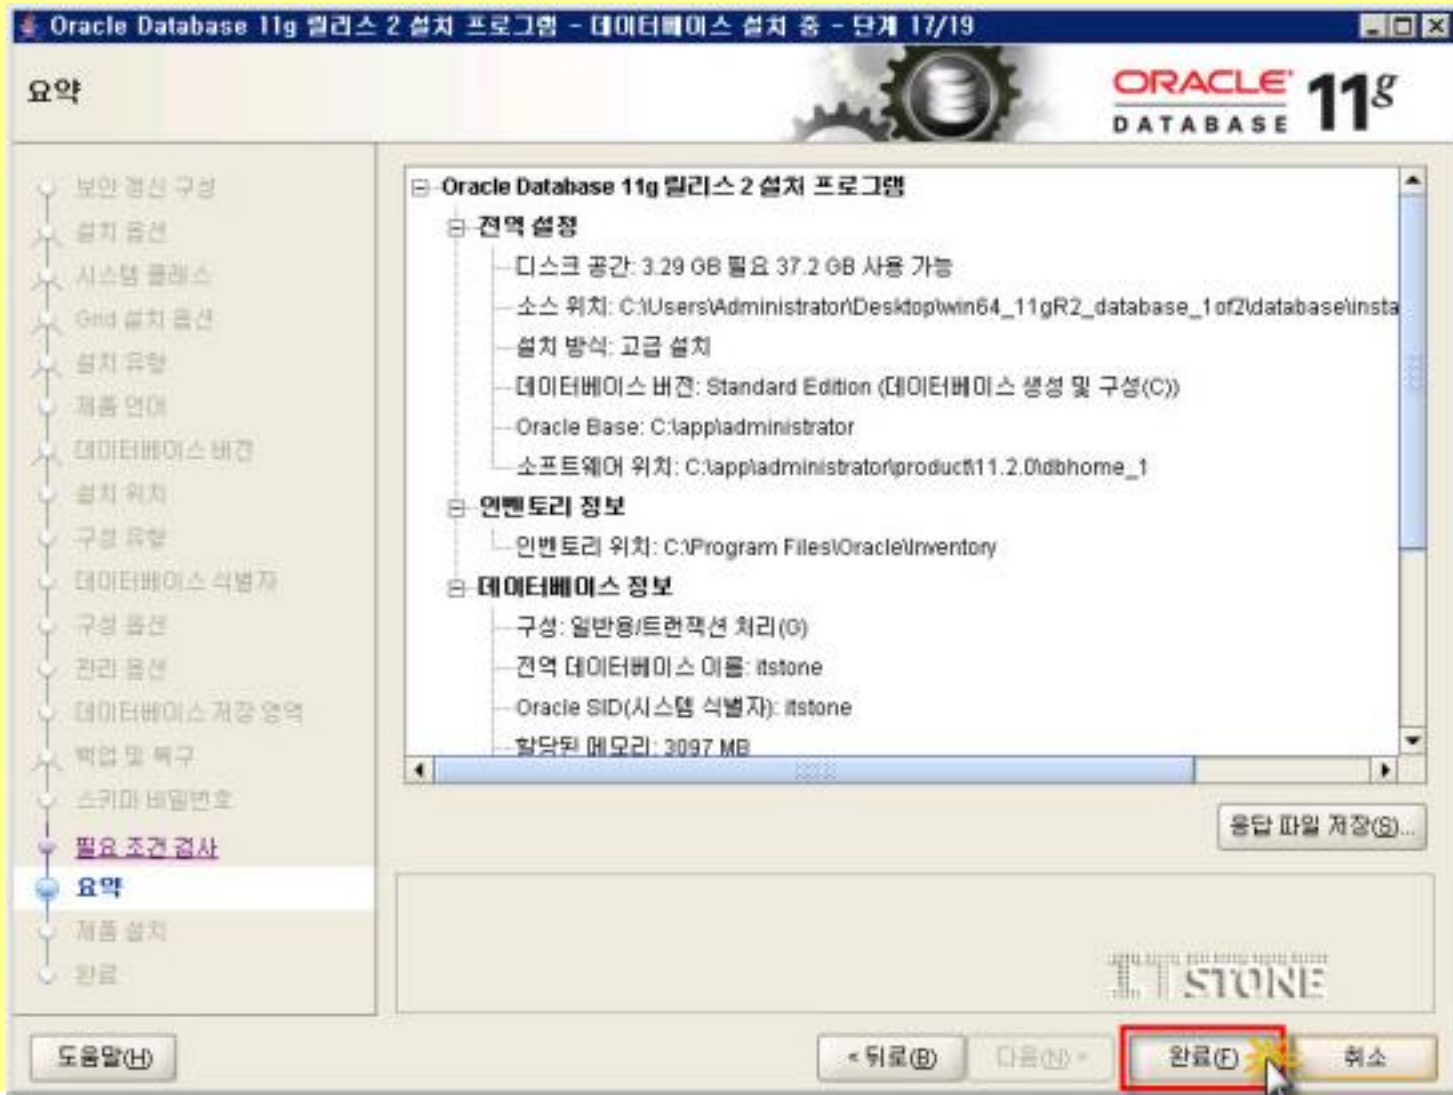 Oracle Database 11g 릴리스 2 설치 프로그램 - 데이터베이스 설치 중 - 단계 17/19
요약
ORACLE 11g
DATABASE
보안 갱신 구성
설치 옵션
시스템 클래스
Grid 설치 옵션
설치 유형
제품 언어
데이터베이스 버전
설치 위치
구성 유형
데이터베이스 식별자
구성 옵션
관리 옵션
데이터베이스 저장 영역
백업 및 복구
스키마 비밀번호
필요 조건 검사
요약
제품 설치
완료
Oracle Database 11g 릴리스 2 설치 프로그램
전역 설정
디스크 공간: 3.29 GB 필요 37.2 GB 사용 가능
소스 위치: C:\Users\Administrator\Desktop\win64_11gR2_database_1of2\database\insta
설치 방식: 고급 설치
데이터베이스 버전: Standard Edition (데이터베이스 생성 및 구성(C))
Oracle Base: C:\app\administrator
소프트웨어 위치: C:\app\administrator\product\11.2.0\dbhome_1
인벤토리 정보
인벤토리 위치: C:\Program Files\Oracle\Inventory
데이터베이스 정보
구성: 일반용/트랜잭션 처리(G)
전역 데이터베이스 이름: itstone
Oracle SID(시스템 식별자): itstone
할당된 메모리: 3097 MB
응답 파일 저장(S)...
IT STONE
도움말(H)
< 뒤로(B)
다음(N) >
완료(F)
취소